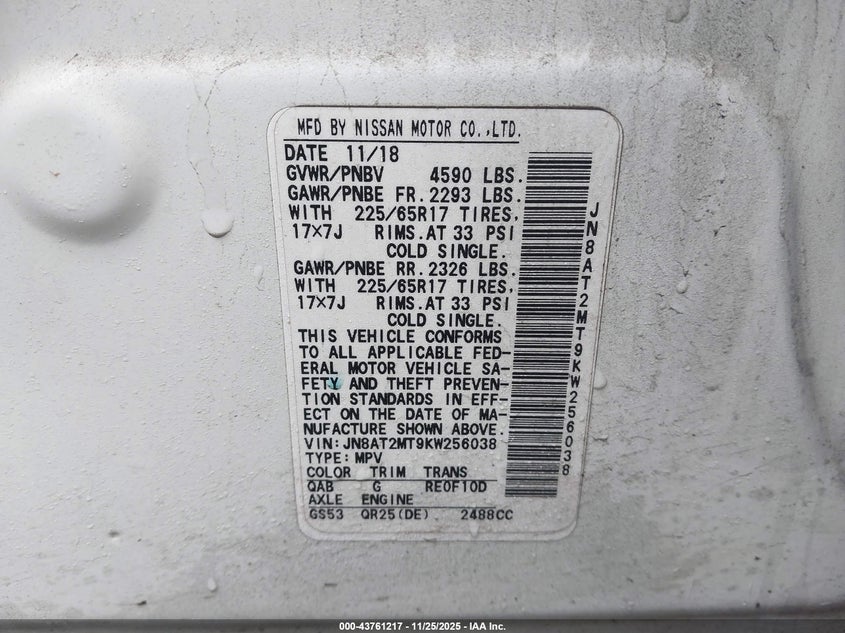 MFD BY NISSAN MOTOR CO.,LTD.
DATE 11/18
GVWR/PNBV 4590 LBS.
GAWR/PNBE FR. 2293 LBS.
WITH 225/65R17 TIRES,
17×7J RIMS.AT 33 PSI
COLD SINGLE.
GAWR/PNBE RR. 2326 LBS.
WITH 225/65R17 TIRES,
17×7J RIMS.AT 33 PSI
COLD SINGLE.
THIS VEHICLE CONFORMS
TO ALL APPLICABLE FED-
ERAL MOTOR VEHICLE SA-
FETY AND THEFT PREVEN-
TION STANDARDS IN EFF-
ECT ON THE DATE OF MA-
NUFACTURE SHOWN ABOVE.
VIN:JN8AT2MT9KW256038
TYPE:MPV
COLOR TRIM TRANS
QAB G RE0F10D
AXLE ENGINE
GS53 QR25(DE) 2488CC
JN8AT2MT9KW256038
000-43761217 - 11/25/2025 - IAA Inc.